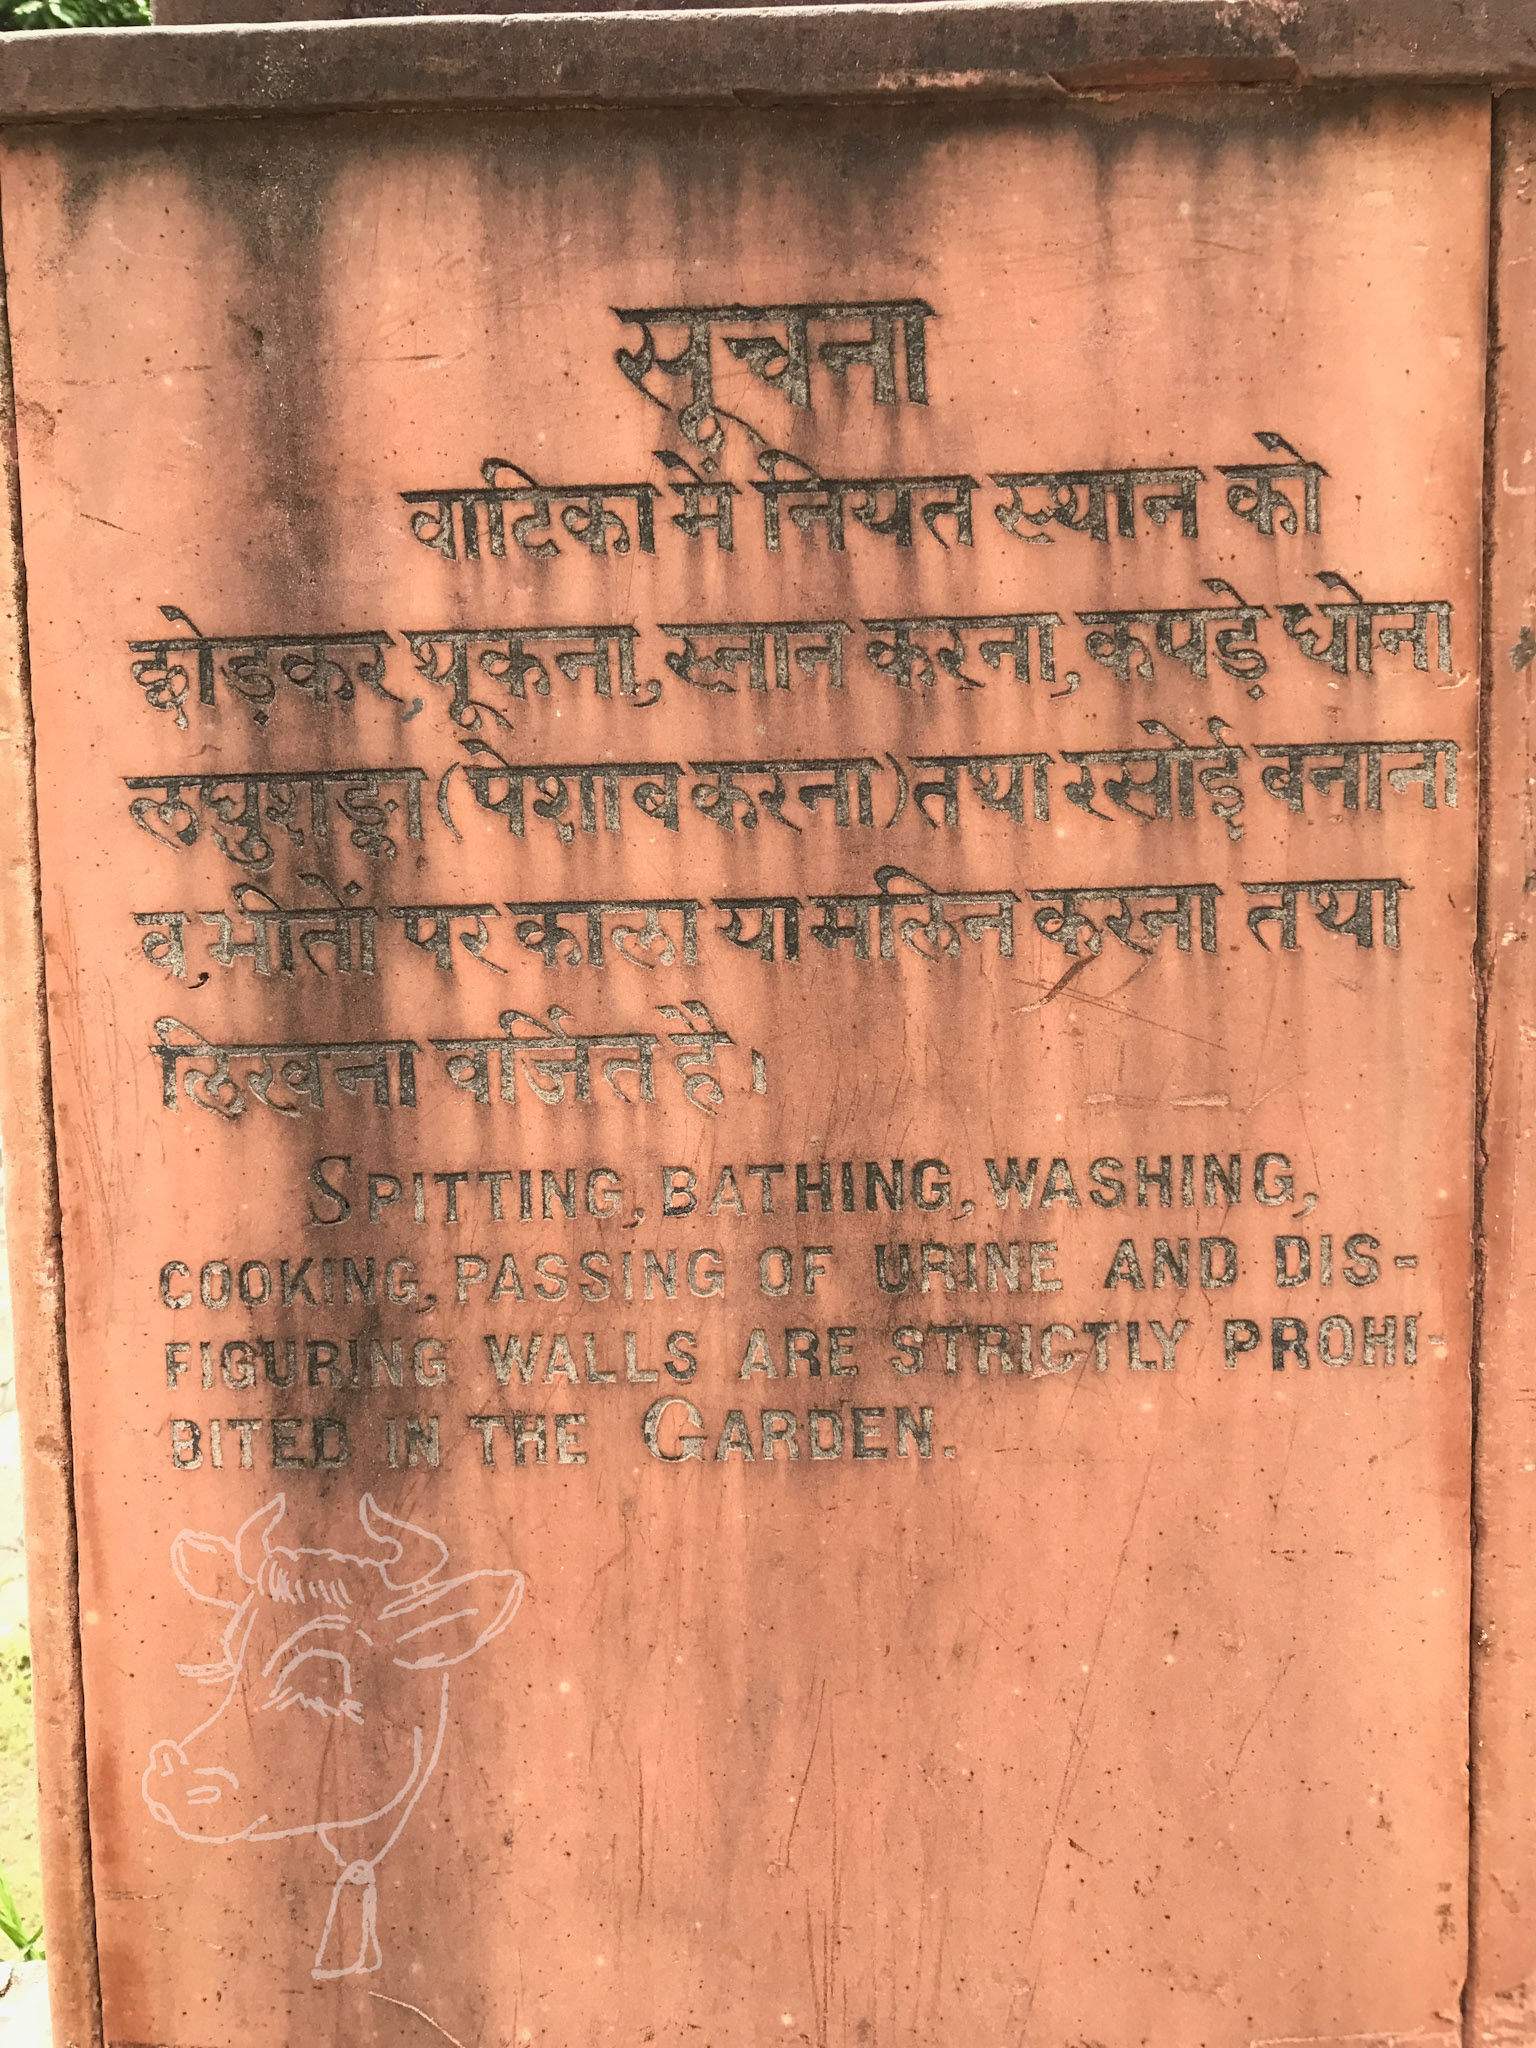 सूचना
वाटिका में नियत स्थान को
छोड़कर, थूकना, स्नान करना, कपड़े धोना,
लघुशङ्का (पेशाब करना) तथा रसोई बनाना
व, भीतों पर काला या मलिन करना तथा
लिखना वर्जित है।
SPITTING, BATHING, WASHING,
COOKING, PASSING OF URINE AND DIS-
FIGURING WALLS ARE STRICTLY PROHI-
BITED IN THE GARDEN.